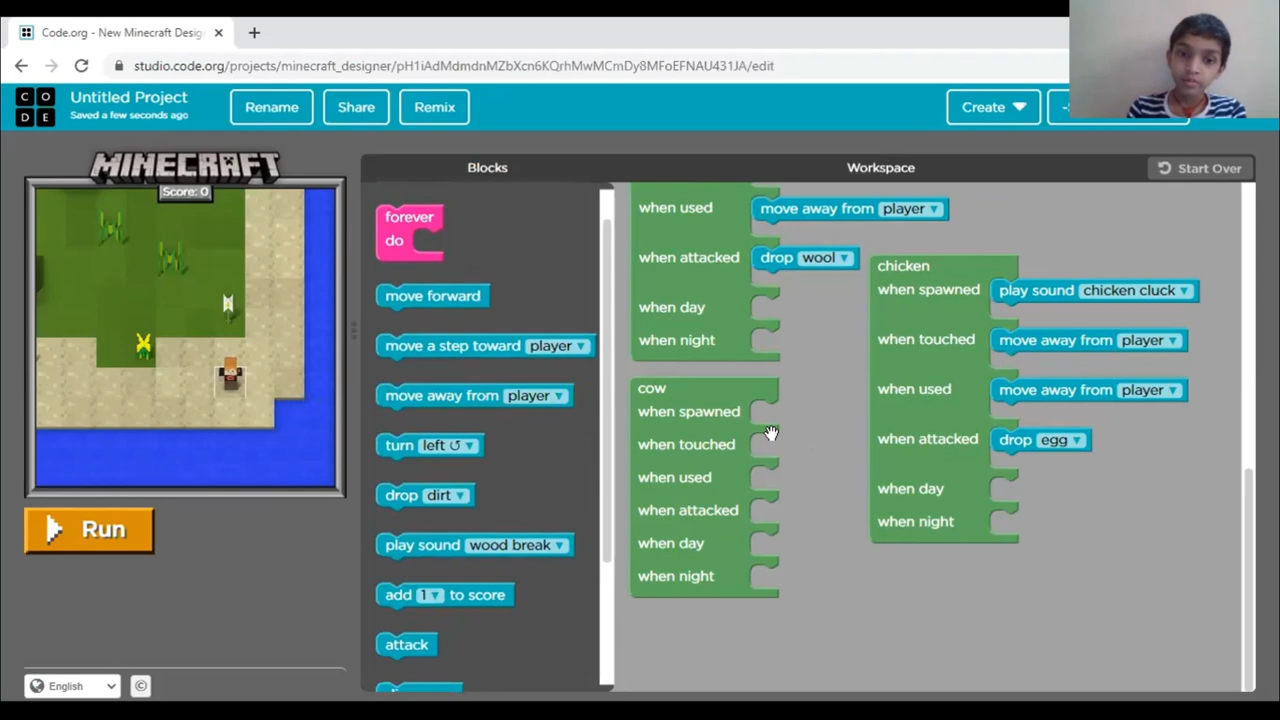 Code.org - New Minecraft Desig
studio.code.org/projects/minecraft_designer/pH1iAdMdmdnMZbXcn6KQrhMwMCmDy8MFoEFNAU431JA/edit
C O D E
Untitled Project
Saved a few seconds ago
Rename
Share
Remix
Create
MINECRAFT
Score: 0
Run
English
©
Blocks
forever
do
move forward
move a step toward player
move away from player
turn left
drop dirt
play sound wood break
add 1 to score
attack
Workspace
Start Over
when used move away from player
when attacked drop wool
when day
when night
cow
when spawned
when touched
when used
when attacked
when day
when night
chicken
when spawned play sound chicken cluck
when touched move away from player
when used move away from player
when attacked drop egg
when day
when night